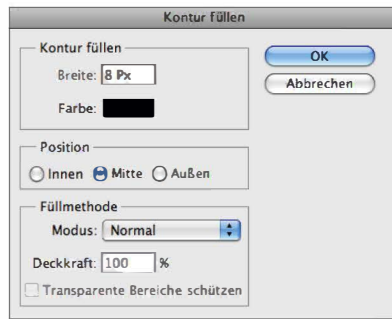 Kontur füllen
Kontur füllen
Breite: 8 Px
Farbe:
OK
Abbrechen
Position
Innen Mitte Außen
Füllmethode
Modus: Normal
Deckkraft: 100 %
Transparente Bereiche schützen